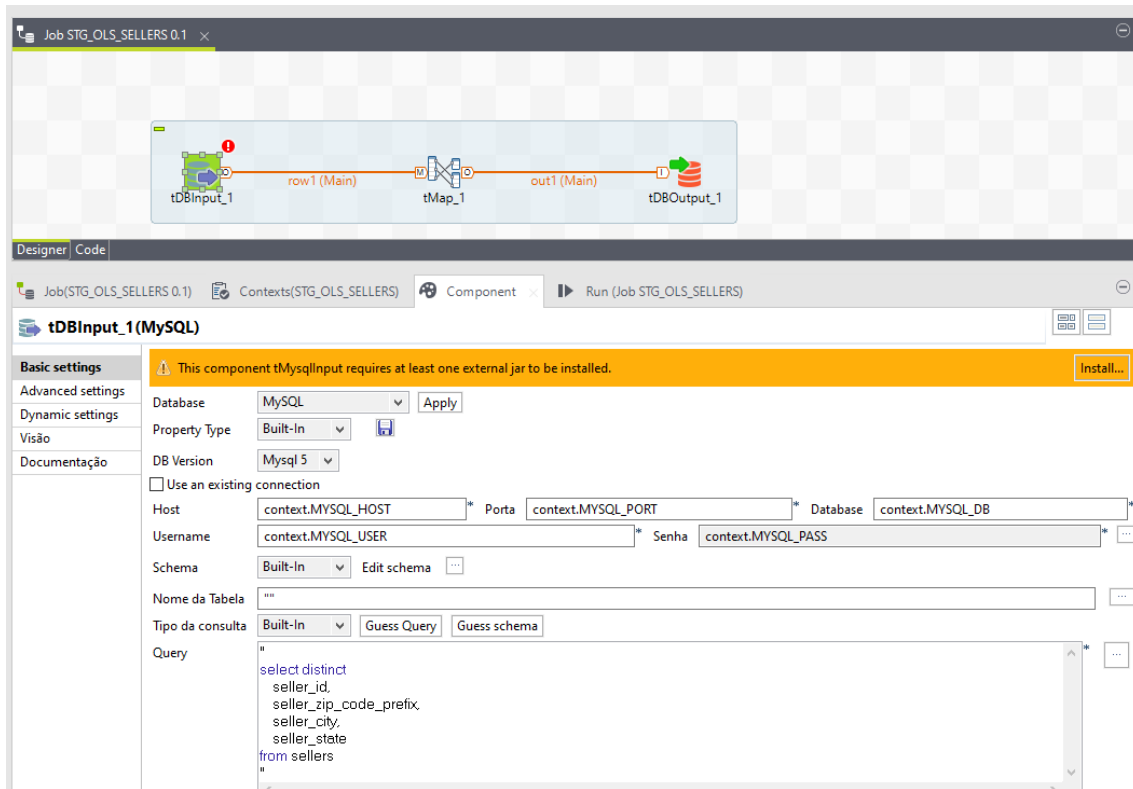 Job STG_OLS_SELLERS 0.1
row1 (Main)
out1 (Main)
tDBInput_1
tMap_1
tDBOutput_1
Designer Code
Job(STG_OLS_SELLERS 0.1) Contexts(STG_OLS_SELLERS) Component Run (Job STG_OLS_SELLERS)
tDBInput_1(MySQL)
Basic settings
Advanced settings
Dynamic settings
Visão
Documentação
This component tMysqlInput requires at least one external jar to be installed. Install...
Database MySQL Apply
Property Type Built-In
DB Version Mysql 5
Use an existing connection
Host context.MYSQL_HOST * Porta context.MYSQL_PORT * Database context.MYSQL_DB *
Username context.MYSQL_USER * Senha context.MYSQL_PASS * ...
Schema Built-In Edit schema ...
Nome da Tabela "" ...
Tipo da consulta Built-In Guess Query Guess schema
Query " * ...
select distinct
seller_id,
seller_zip_code_prefix,
seller_city,
seller_state
from sellers
"